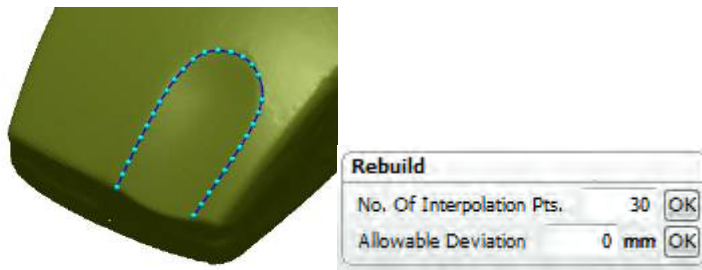 Rebuild
No. Of Interpolation Pts. 30 OK
Allowable Deviation 0 mm OK